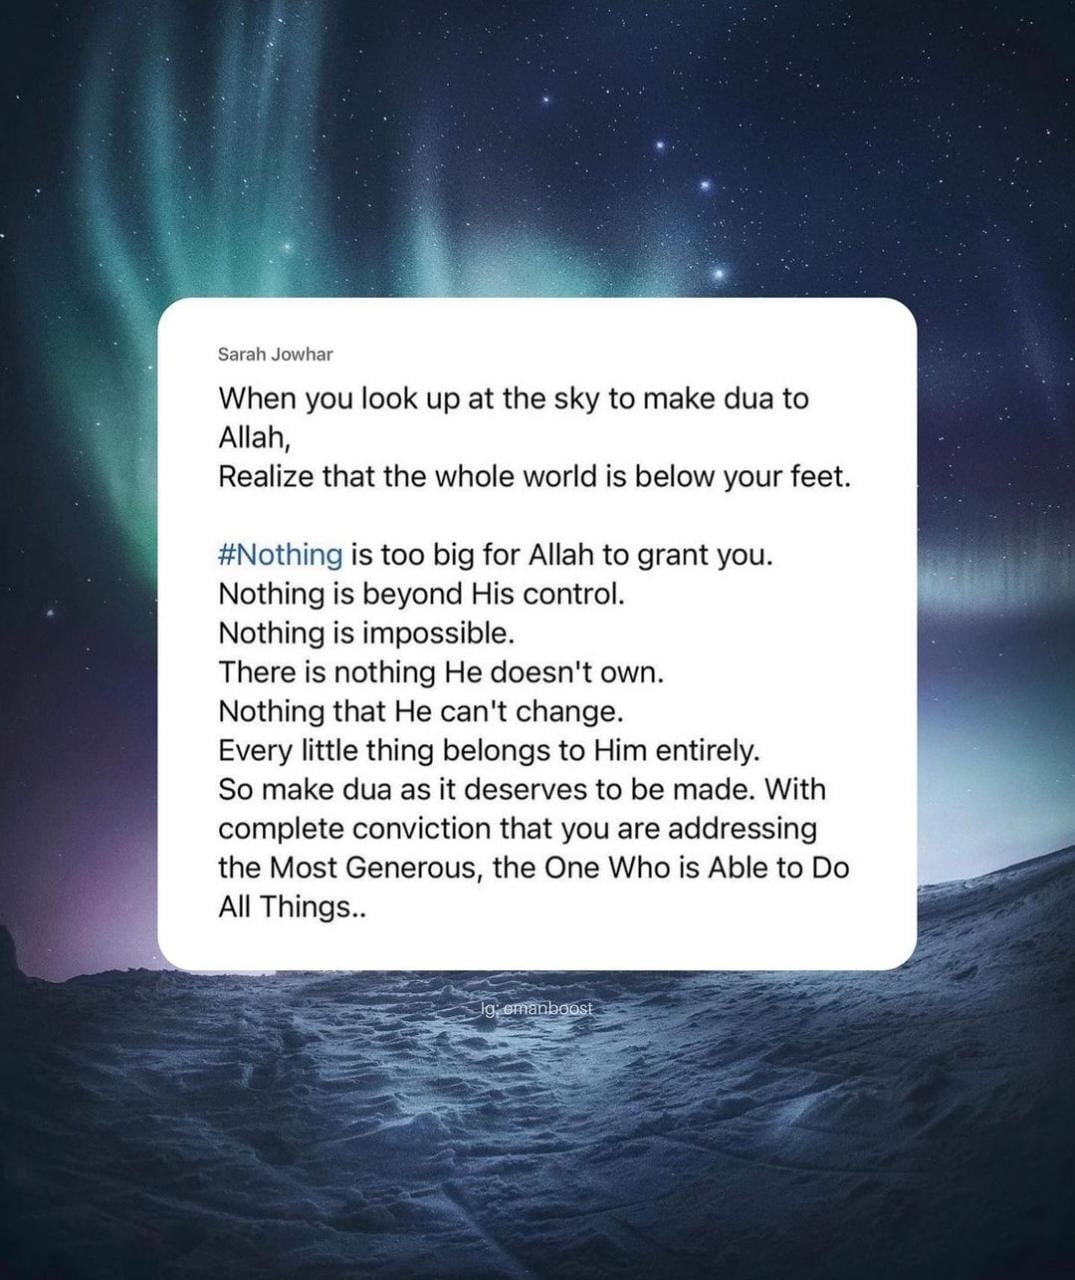 Sarah Jowhar
When you look up at the sky to make dua to
Allah,
Realize that the whole world is below your feet.
#Nothing is too big for Allah to grant you.
Nothing is beyond His control.
Nothing is impossible.
There is nothing He doesn't own.
Nothing that He can't change.
Every little thing belongs to Him entirely.
So make dua as it deserves to be made. With
complete conviction that you are addressing
the Most Generous, the One Who is Able to Do
All Things..
Ig: emanboost